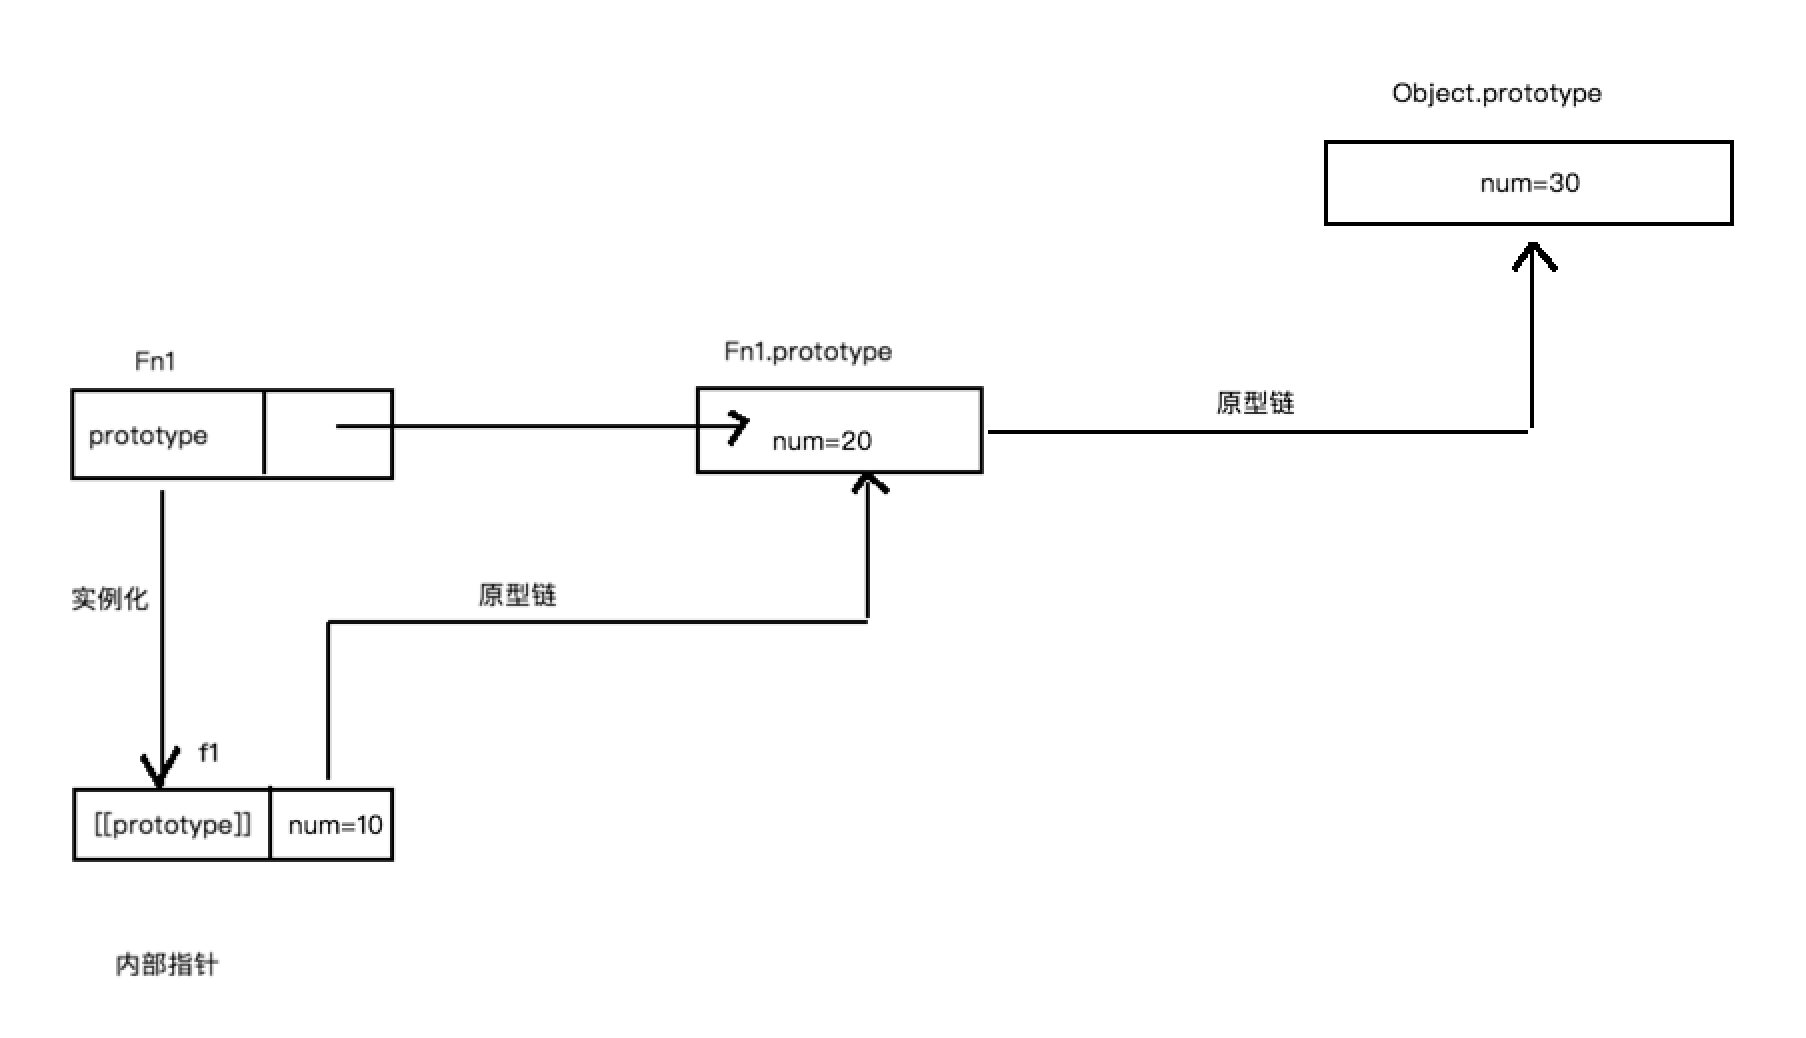 Object.prototype
num=30
Fn1
Fn1.prototype
原型链
prototype
num=20
实例化
原型链
f1
[[prototype]]
num=10
内部指针